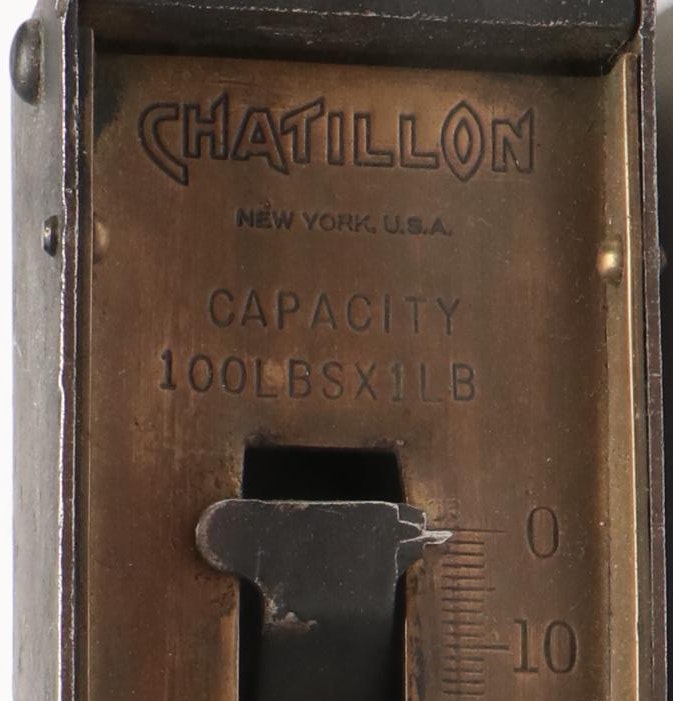 CHATILLON
NEW YORK, U.S.A.
CAPACITY
100LBSX1LB
0
10